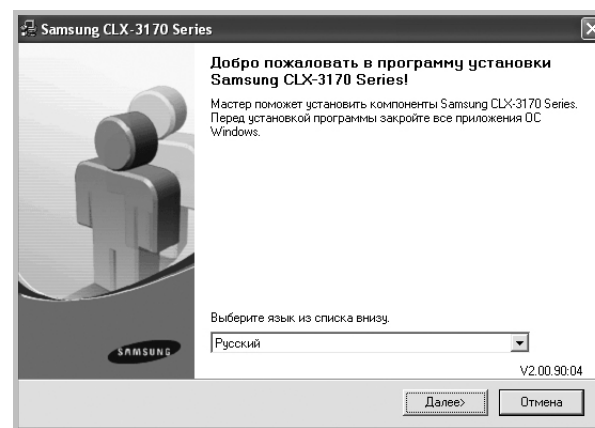 Samsung CLX-3170 Series
Добро пожаловать в программу установки
Samsung CLX-3170 Series!
Мастер поможет установить компоненты Samsung CLX-3170 Series.
Перед установкой программы закройте все приложения ОС
Windows.
Выберите язык из списка внизу.
Русский
SAMSUNG
V2.00.90:04
Далее>
Отмена